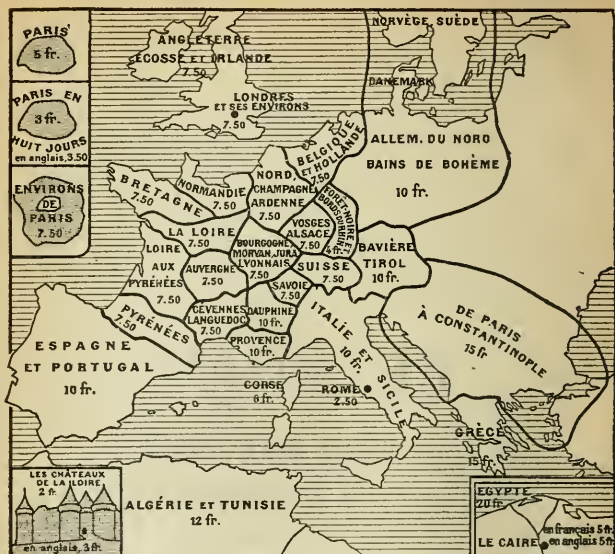 PARIS
5 fr.
PARIS EN
3 fr.
HUIT JOURS
en anglais, 3.50
ENVIRONS
DE
PARIS
7.50
ANGLETERRE
ÉCOSSE ET IRLANDE
7.50
LONDRES
ET SES ENVIRONS
7.50
NORVÈGE, SUÈDE
DANEMARK
ALLEM. DU NORD
BAINS DE BOHÈME
10 fr.
BELGIQUE
ET HOLLANDE
7.50
BRETAGNE
7.50
NORMANDIE
7.50
NORD,
CHAMPAGNE
ARDENNE
7.50
VOSGES
ALSACE
7.50
FORÊT-NOIRE ET
BORDS DU RHIN
4 fr.
LA LOIRE
7.50
LOIRE
AUX
PYRÉNÉES
7.50
AUVERGNE
7.50
BOURGOGNE,
MORVAN, JURA
LYONNAIS
7.50
SUISSE
7.50
BAVIÈRE
TIROL
10 fr.
SAVOIE
7.50
DAUPHINÉ
10 fr.
PROVENCE
10 fr.
CEVENNES
LANGUEDOC
7.50
PYRÉNÉES
7.50
ESPAGNE
ET PORTUGAL
10 fr.
ITALIE ET SICILE
10 fr.
CORSE
6 fr.
ROME
2.50
DE PARIS
À CONSTANTINOPLE
15 fr.
GRÈCE
15 fr.
LES CHÂTEAUX
DE LA LOIRE
2 fr.
en anglais, 3 fr.
ALGÉRIE ET TUNISIE
12 fr.
EGYPTE
20 fr.
LE CAIRE
en français 5 fr.
en anglais 5 fr.